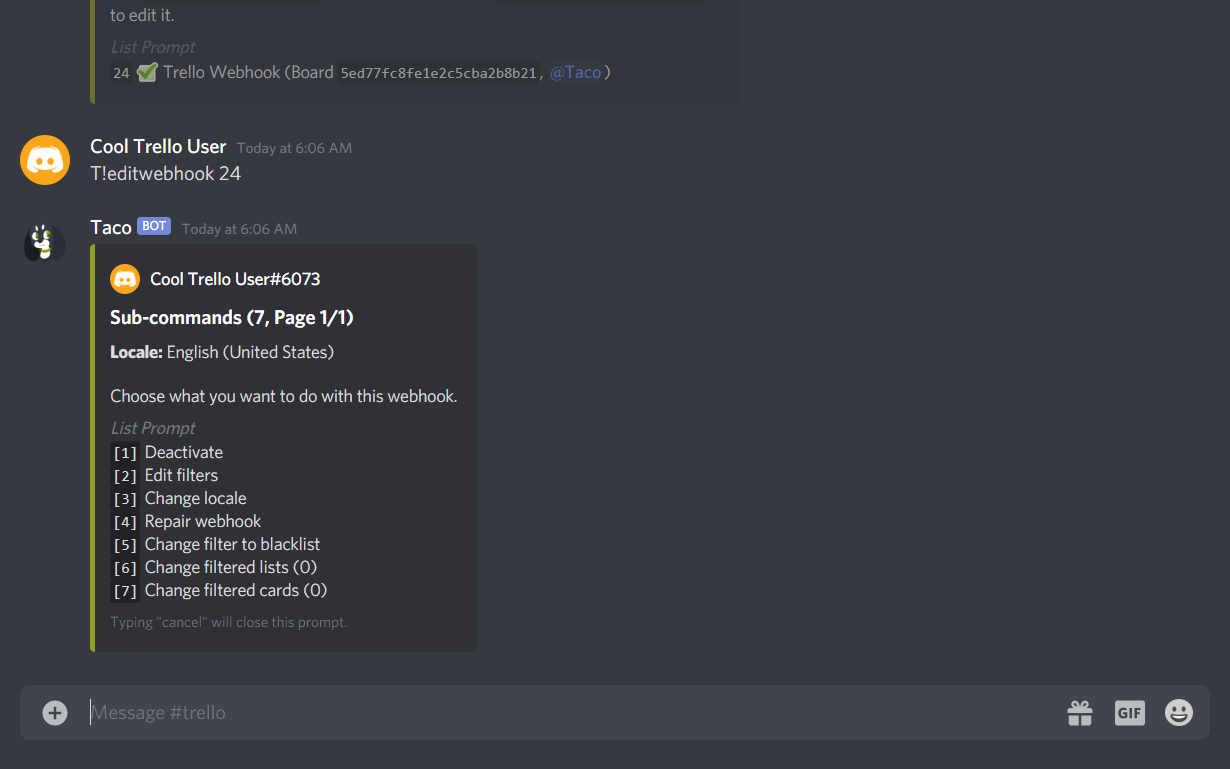 to edit it.
List Prompt
24 Trello Webhook (Board 5ed77fc8fe1e2c5cba2b8b21, @Taco)
Cool Trello User Today at 6:06 AM
T!editwebhook 24
Taco BOT Today at 6:06 AM
Cool Trello User#6073
Sub-commands (7, Page 1/1)
Locale: English (United States)
Choose what you want to do with this webhook.
List Prompt
[1] Deactivate
[2] Edit filters
[3] Change locale
[4] Repair webhook
[5] Change filter to blacklist
[6] Change filtered lists (0)
[7] Change filtered cards (0)
Typing "cancel" will close this prompt.
Message #trello
GIF